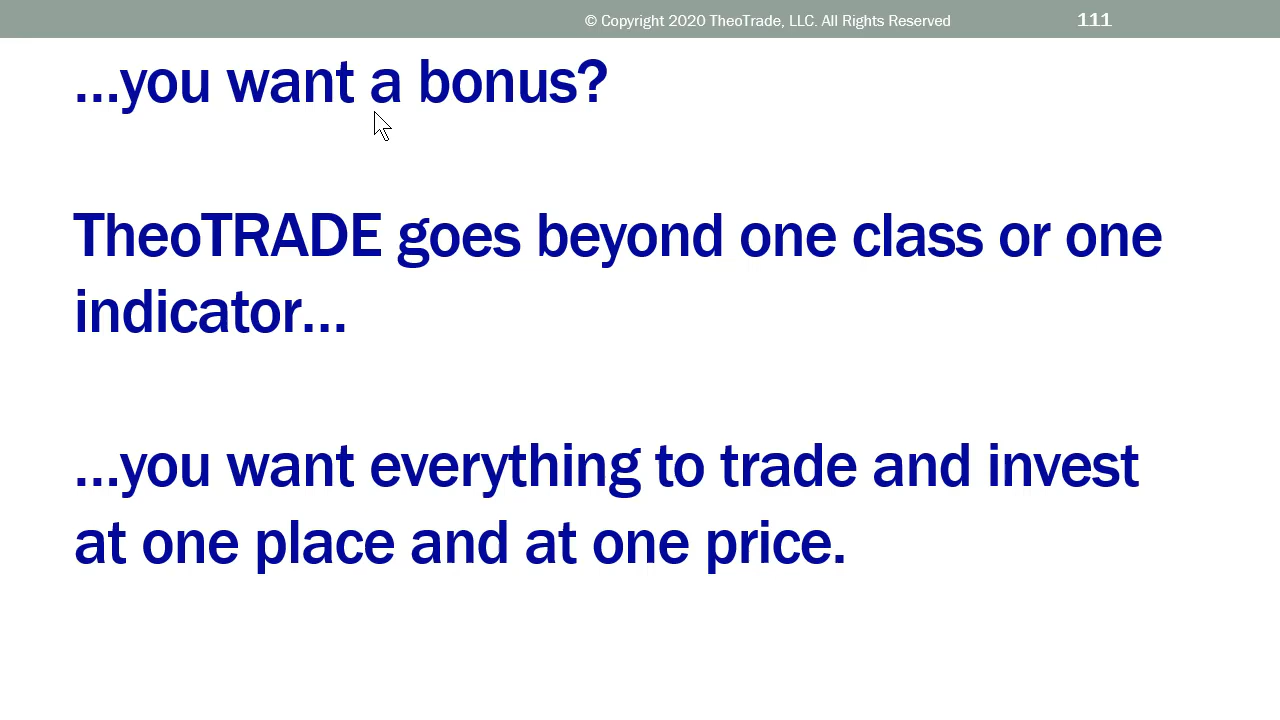 © Copyright 2020 TheoTrade, LLC. All Rights Reserved 111
...you want a bonus?
TheoTRADE goes beyond one class or one
indicator...
...you want everything to trade and invest
at one place and at one price.